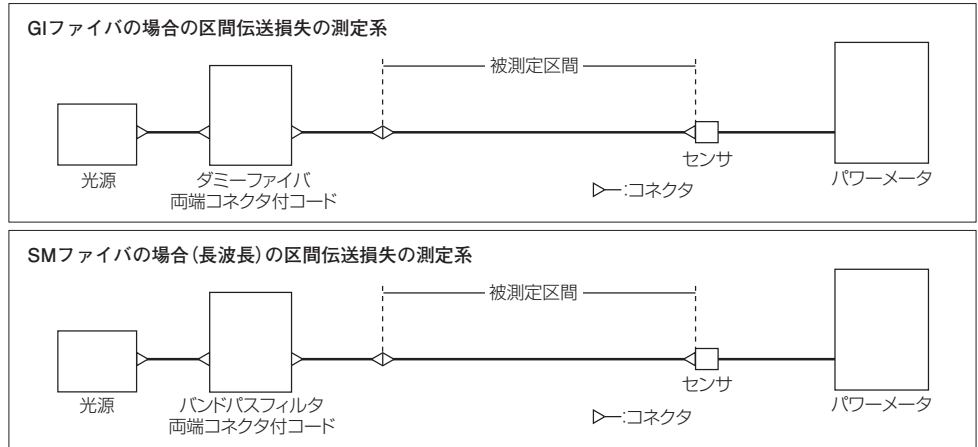 GIファイバの場合の区間伝送損失の測定系
被測定区間
光源
ダミーファイバ
両端コネクタ付コード
センサ
:コネクタ
パワーメータ
SMファイバの場合(長波長)の区間伝送損失の測定系
被測定区間
光源
バンドパスフィルタ
両端コネクタ付コード
センサ
:コネクタ
パワーメータ